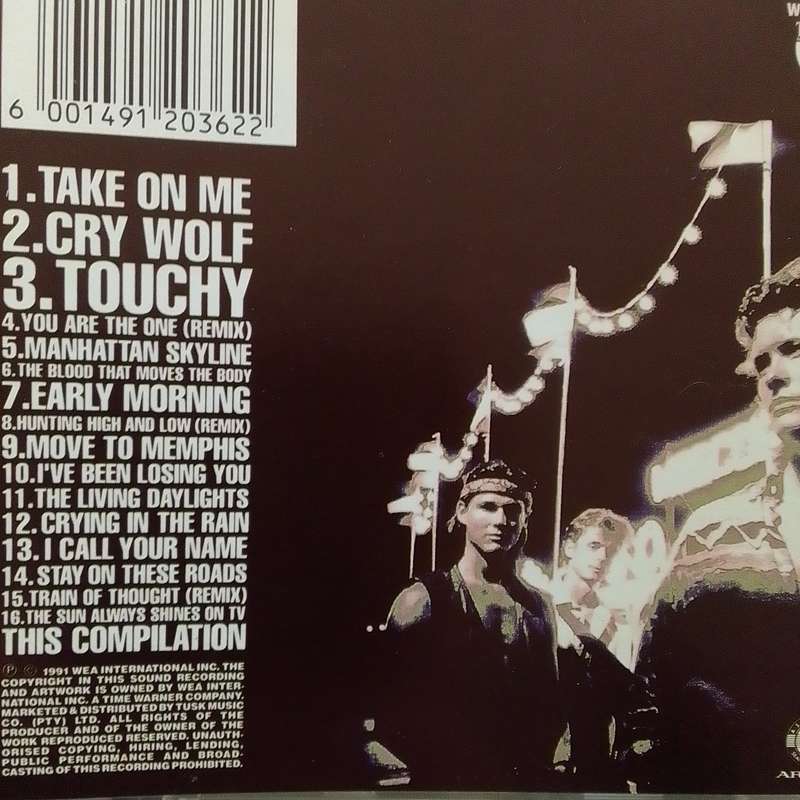 6 001491 203622
1.TAKE ON ME
2.CRY WOLF
3.TOUCHY
4.YOU ARE THE ONE (REMIX)
5.MANHATTAN SKYLINE
6.THE BLOOD THAT MOVES THE BODY
7.EARLY MORNING
8.HUNTING HIGH AND LOW (REMIX)
9.MOVE TO MEMPHIS
10.I'VE BEEN LOSING YOU
11.THE LIVING DAYLIGHTS
12.CRYING IN THE RAIN
13.I CALL YOUR NAME
14.STAY ON THESE ROADS
15.TRAIN OF THOUGHT (REMIX)
16.THE SUN ALWAYS SHINES ON TV
THIS COMPILATION
Ⓟ © 1991 WEA INTERNATIONAL INC. THE
COPYRIGHT IN THIS SOUND RECORDING
AND ARTWORK IS OWNED BY WEA INTER-
NATIONAL INC. A TIME WARNER COMPANY.
MARKETED & DISTRIBUTED BY TUSK MUSIC
CO. (PTY) LTD. ALL RIGHTS OF THE
PRODUCER AND OF THE OWNER OF THE
WORK REPRODUCED RESERVED. UNAUTH-
ORISED COPYING, HIRING, LENDING,
PUBLIC PERFORMANCE AND BROAD-
CASTING OF THIS RECORDING PROHIBITED.